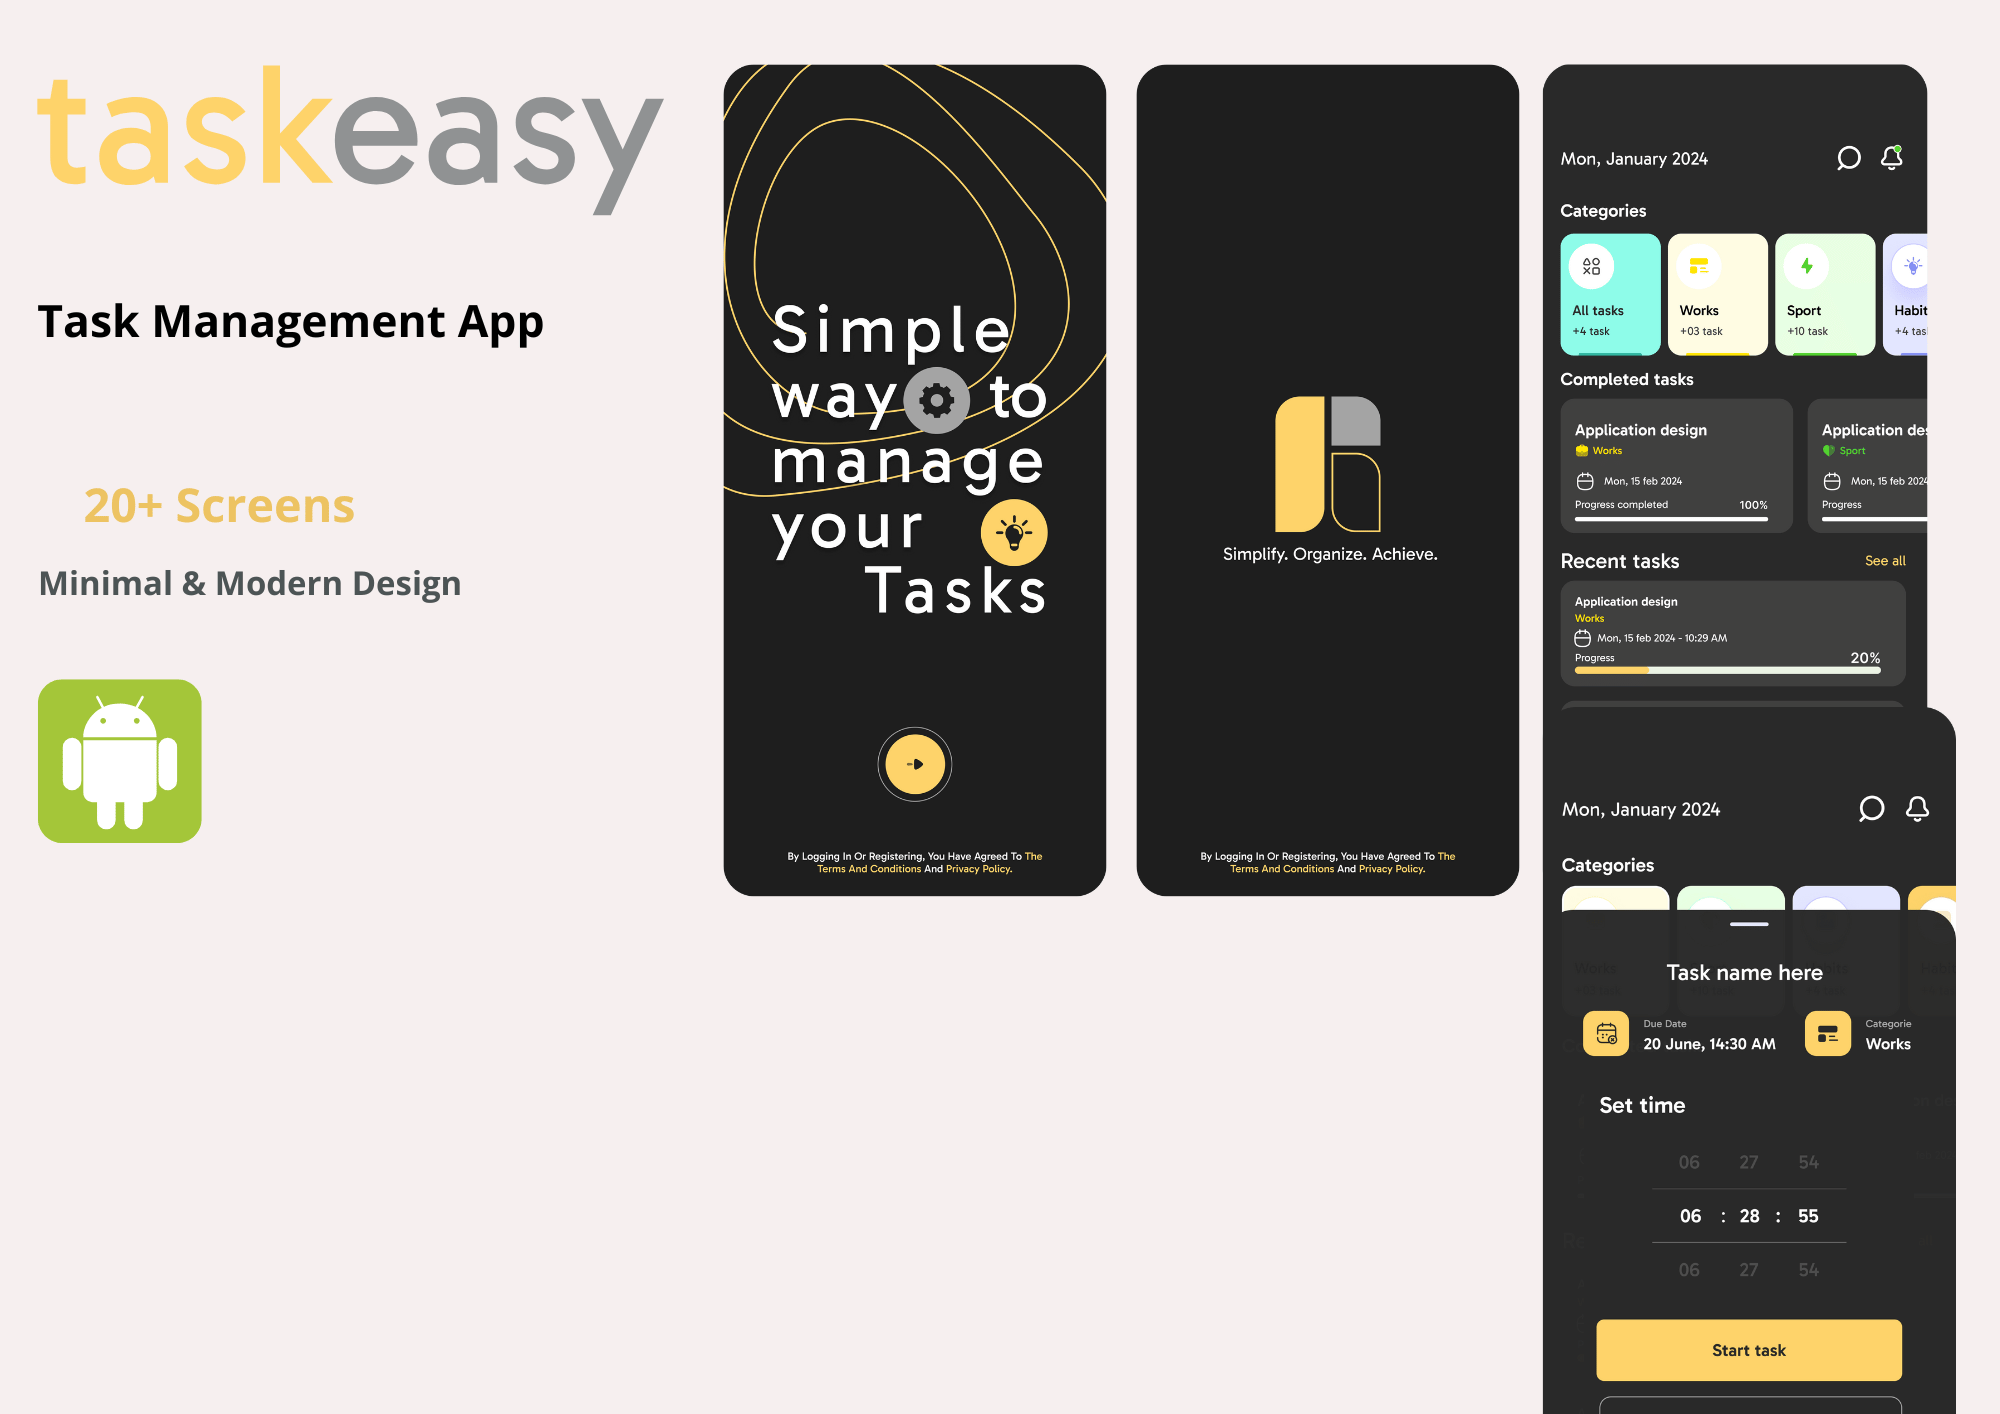 taskeasy
Task Management App
20+ Screens
Minimal & Modern Design
Simple
way to
manage
your
Tasks
By Logging In Or Registering, You Have Agreed To The
Terms And Conditions And Privacy Policy.
Simplify. Organize. Achieve.
By Logging In Or Registering, You Have Agreed To The
Terms And Conditions And Privacy Policy.
Mon, January 2024
Categories
All tasks
+4 task
Works
+03 task
Sport
+10 task
Habit
+4 tas
Completed tasks
Application design
Works
Mon, 15 feb 2024
Progress completed 100%
Application des
Sport
Mon, 15 feb 2024
Progress
Recent tasks See all
Application design
Works
Mon, 15 feb 2024 - 10:29 AM
Progress 20%
Mon, January 2024
Categories
Task name here
Due Date
20 June, 14:30 AM
Categorie
Works
Set time
06 27 54
06 : 28 : 55
06 27 54
Start task